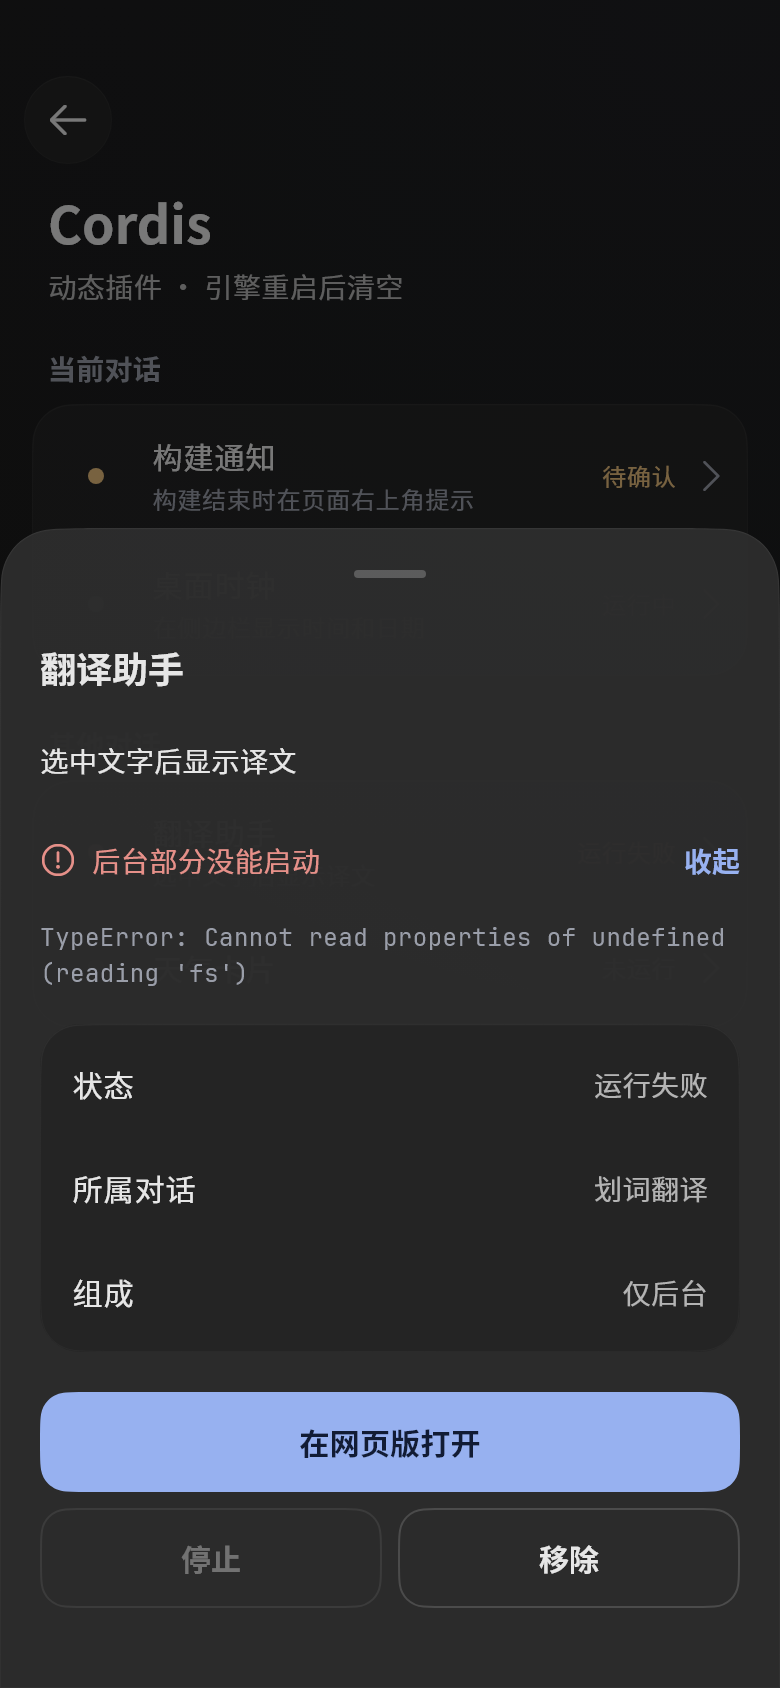 Cordis
动态插件 · 引擎重启后清空
当前对话
构建通知
构建结束时在页面右上角提示
待确认
桌面时钟
翻译助手
选中文字后显示译文
后台部分没能启动
收起
TypeError: Cannot read properties of undefined
(reading 'fs')
状态
运行失败
所属对话
划词翻译
组成
仅后台
在网页版打开
停止
移除